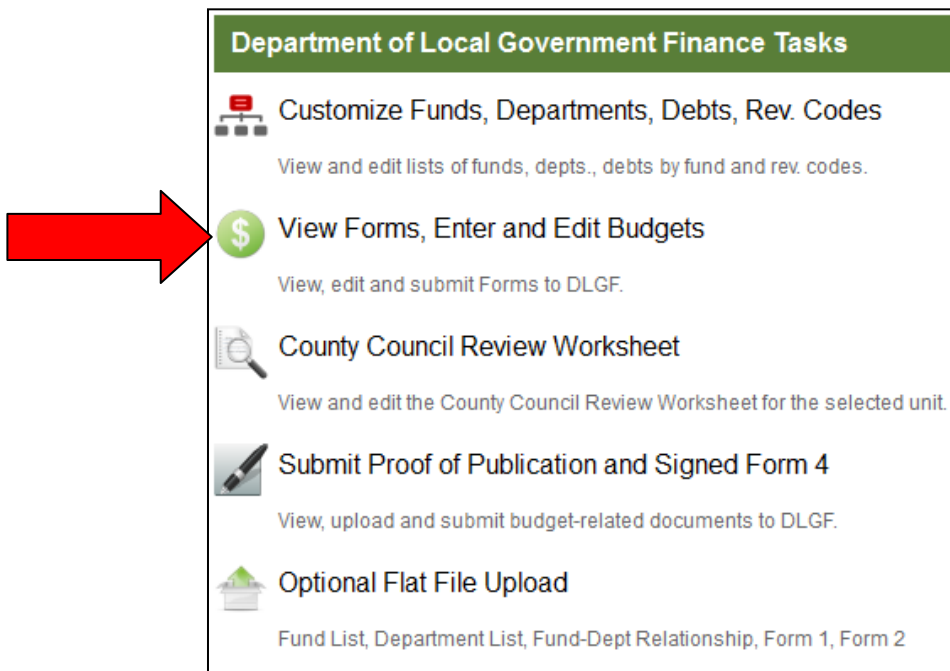 Department of Local Government Finance Tasks
Customize Funds, Departments, Debts, Rev. Codes
View and edit lists of funds, depts., debts by fund and rev. codes.
$
View Forms, Enter and Edit Budgets
View, edit and submit Forms to DLGF.
County Council Review Worksheet
View and edit the County Council Review Worksheet for the selected unit.
Submit Proof of Publication and Signed Form 4
View, upload and submit budget-related documents to DLGF.
Optional Flat File Upload
Fund List, Department List, Fund-Dept Relationship, Form 1, Form 2